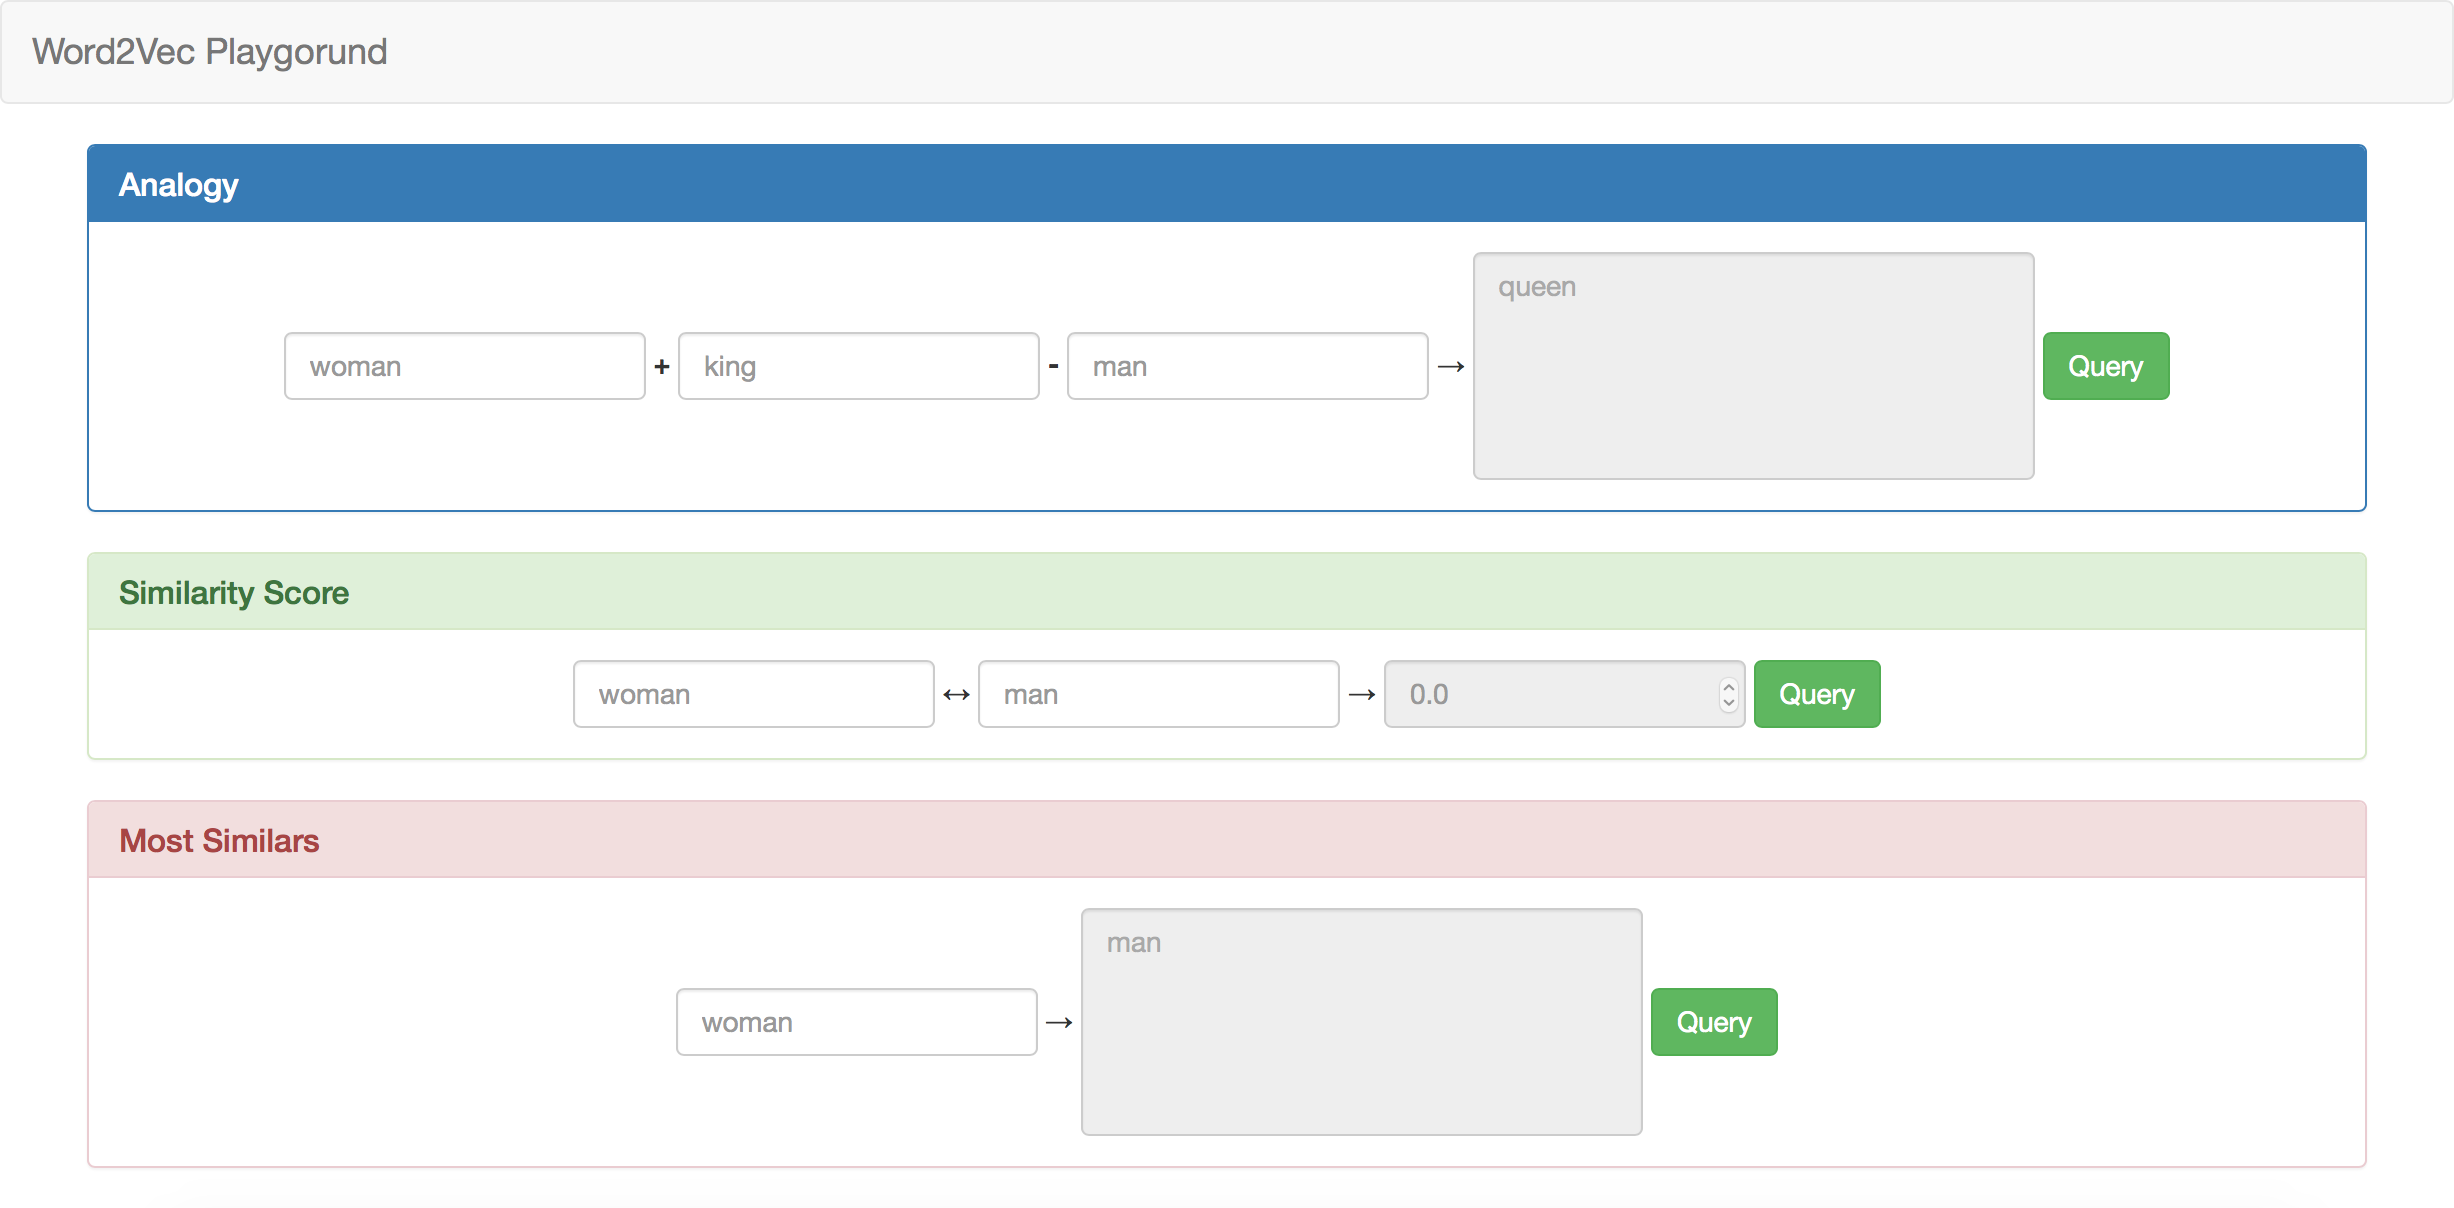 Word2Vec Playgorund
Analogy
woman + king - man → queen Query
Similarity Score
woman ↔ man → 0.0 Query
Most Similars
woman → man Query